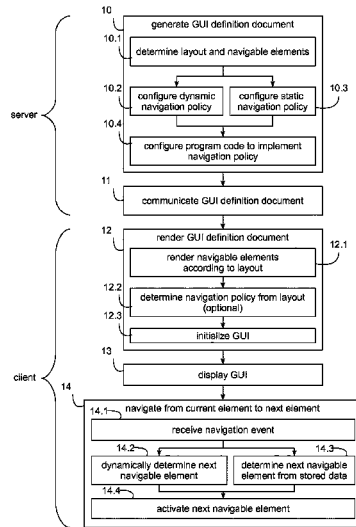 10
generate GUI definition document
10.1
determine layout and navigable elements
10.2
configure dynamic
navigation policy
configure static
navigation policy
10.3
10.4
configure program code to implement
navigation policy
server
11
communicate GUI definition document
12
render GUI definition document
12.1
render navigable elements
according to layout
12.2
determine navigation policy from layout
(optional)
12.3
initialize GUI
13
display GUI
client
14
navigate from current element to next element
14.1
receive navigation event
14.2
dynamically determine next
navigable element
14.3
determine next navigable
element from stored data
14.4
activate next navigable element